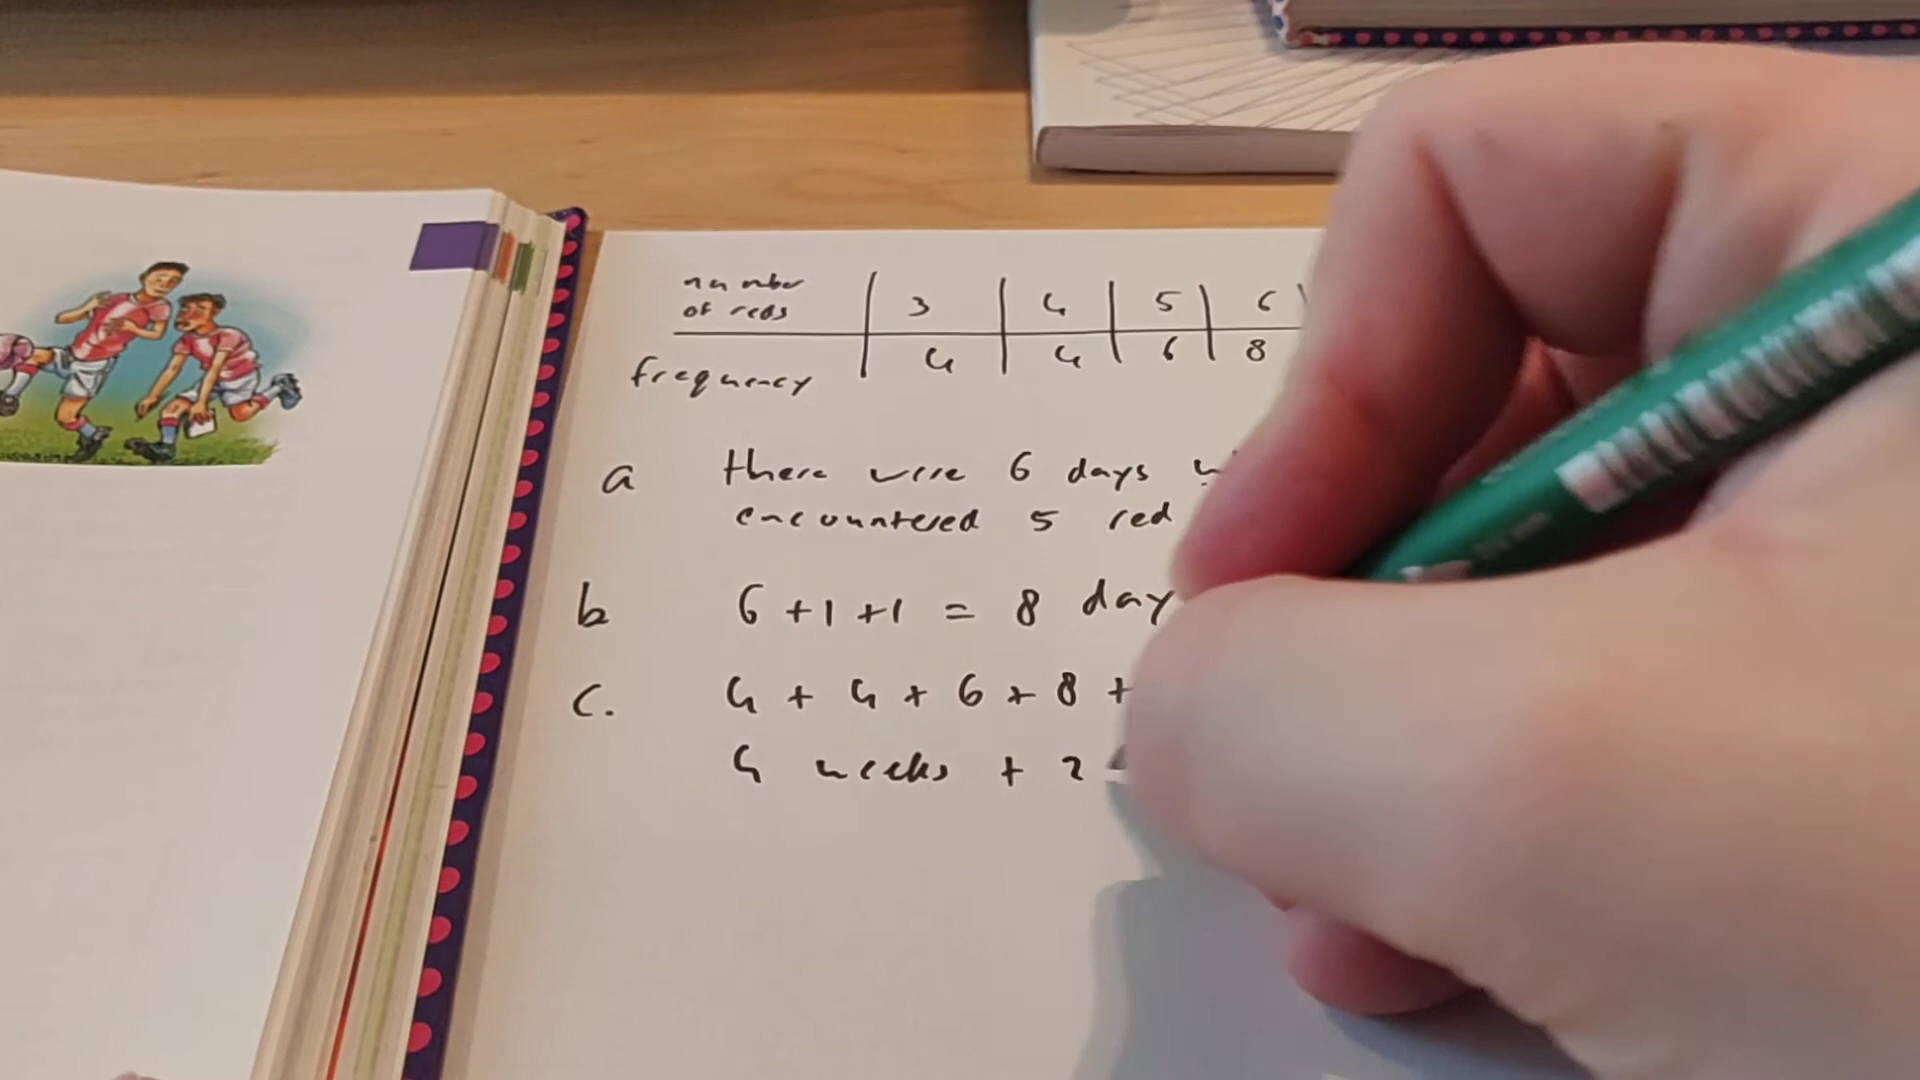 number
of reds | 3 | 4 | 5 | 6
frequency | 4 | 4 | 6 | 8
a there were 6 days
encountered 5 red
b 6 + 1 + 1 = 8 day
c. 4 + 4 + 6 + 8 +
4 weeks + 2